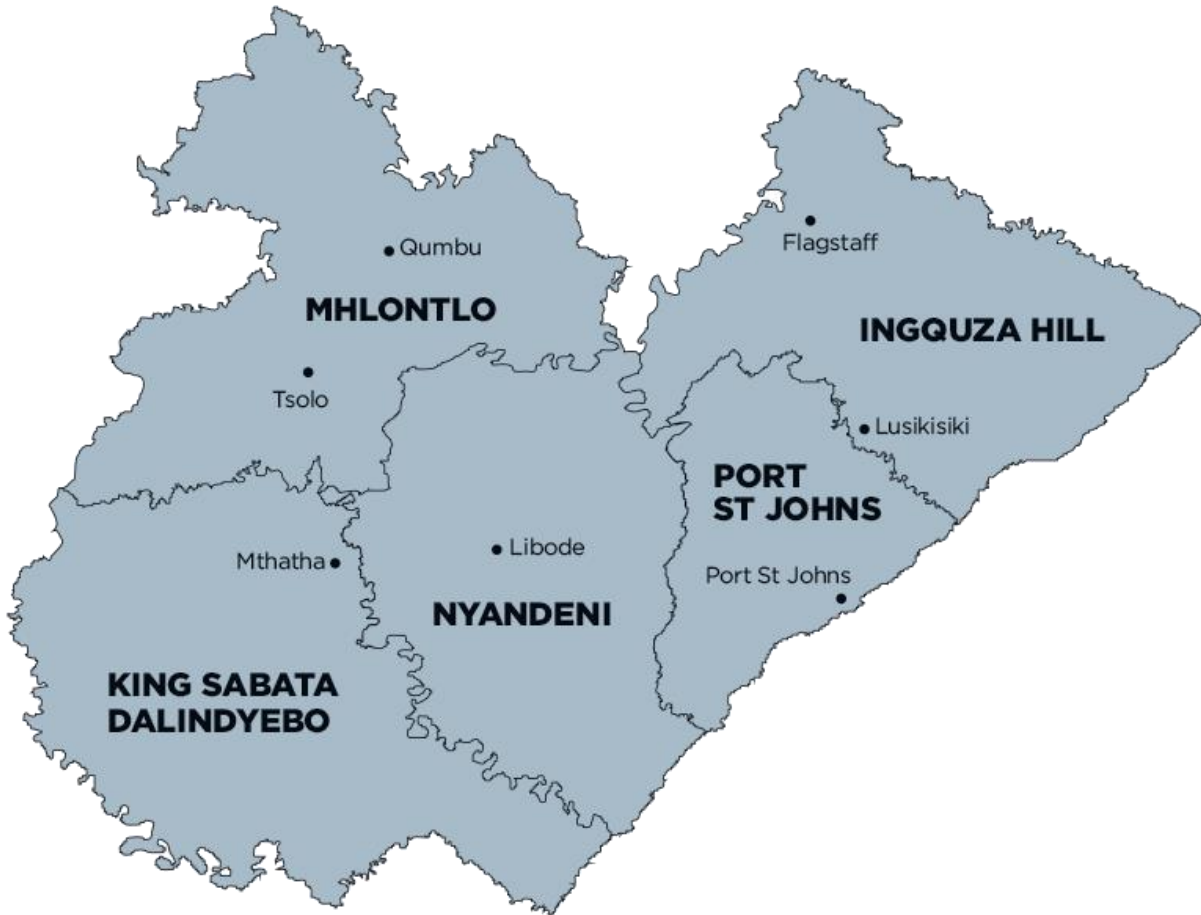 Flagstaff
Qumbu
MHLONTLO
INGQUZA HILL
Tsolo
Lusikisiki
PORT
ST JOHNS
Libode
Mthatha
Port St Johns
NYANDENI
KING SABATA
DALINDYEBO